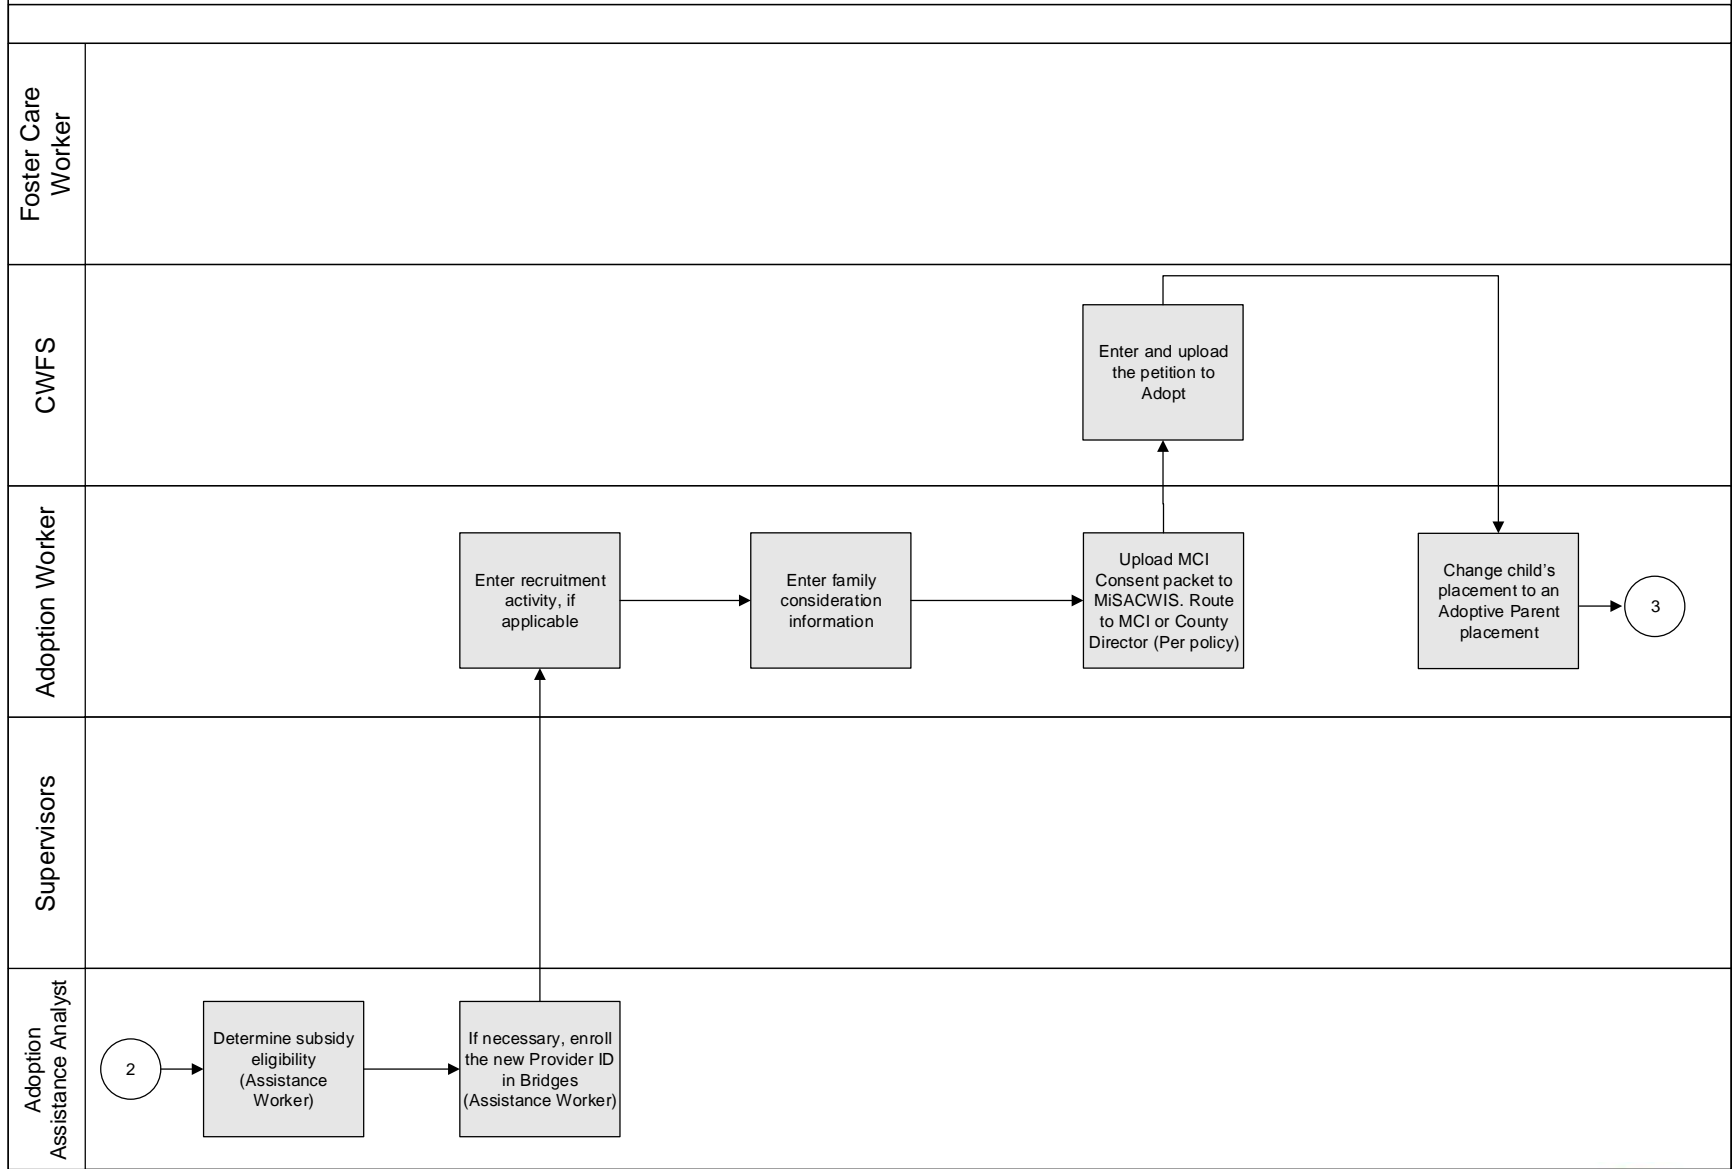 Foster Care
Worker
CWFS
Enter and upload
the petition to
Adopt
Adoption Worker
Enter recruitment
activity, if
applicable
Enter family
consideration
information
Upload MCI
Consent packet to
MiSACWIS. Route
to MCI or County
Director (Per policy)
Change child's
placement to an
Adoptive Parent
placement
3
Supervisors
Adoption
Assistance Analyst
2
Determine subsidy
eligibility
(Assistance
Worker)
If necessary, enroll
the new Provider ID
in Bridges
(Assistance Worker)